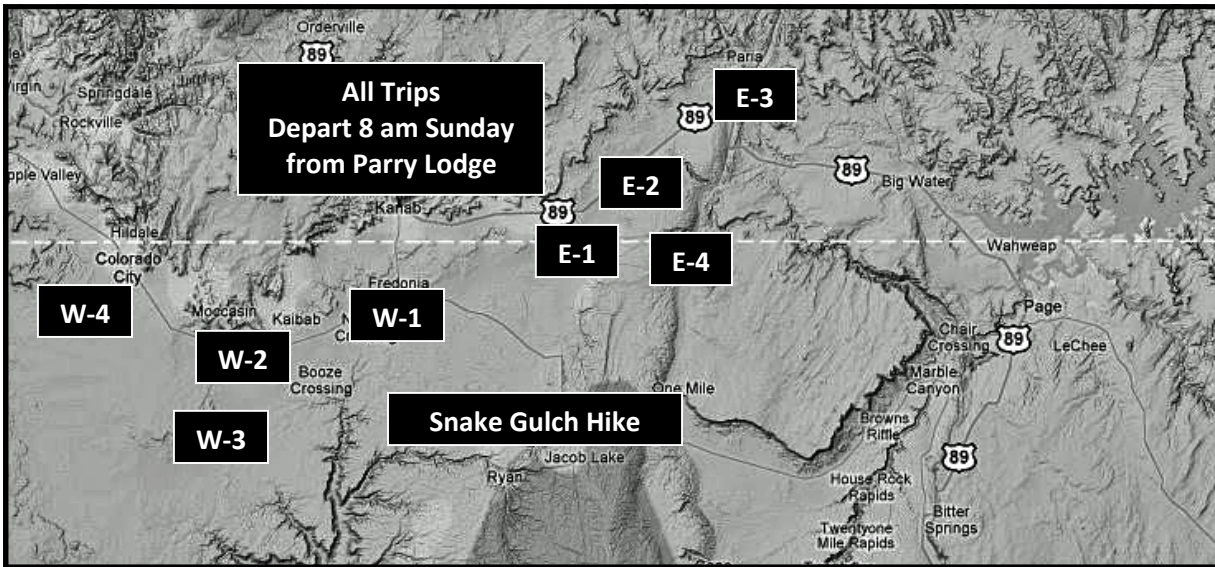 Orderville
89
Paria
Virgin
Springdale
Rockville
All Trips
Depart 8 am Sunday
from Parry Lodge
E-3
89
89
Big Water
pple Valley
E-2
Kanab
89
Hildale
Colorado
City
E-1
E-4
Wahweap
W-4
Moccasin
Kaibab
Fredonia
W-1
Page
W-2
Chair
Crossing
89
LeChee
Booze
Crossing
Marble
Canyon
One Mile
W-3
Snake Gulch Hike
Browns
Riffle
Jacob Lake
89
Ryan
House Rock
Rapids
Bitter
Springs
Twentyone
Mile Rapids